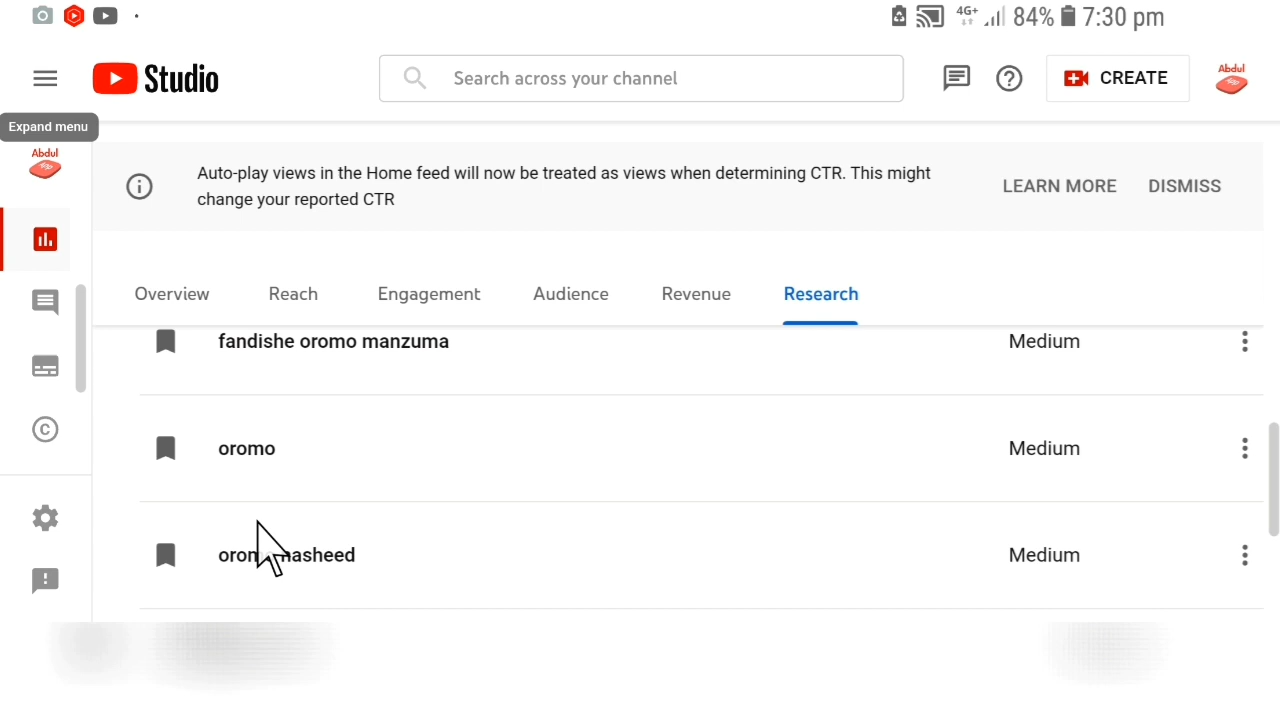 4G+ 84% 7:30 pm
Studio
Search across your channel
CREATE
Abdul
Expand menu
Abdul
Auto-play views in the Home feed will now be treated as views when determining CTR. This might
change your reported CTR
LEARN MORE DISMISS
Overview Reach Engagement Audience Revenue Research
fandishe oromo manzuma Medium
oromo Medium
Medium